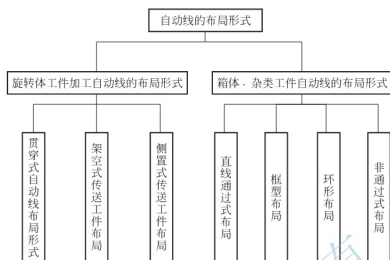 自动线的布局形式
旋转体工件加工自动线的布局形式
箱体、杂类工件自动线的布局形式
贯穿式自动线布局形式
架空式传送工件布局
侧置式传送工件布局
直线通过式布局
框型布局
环形布局
非通过式布局